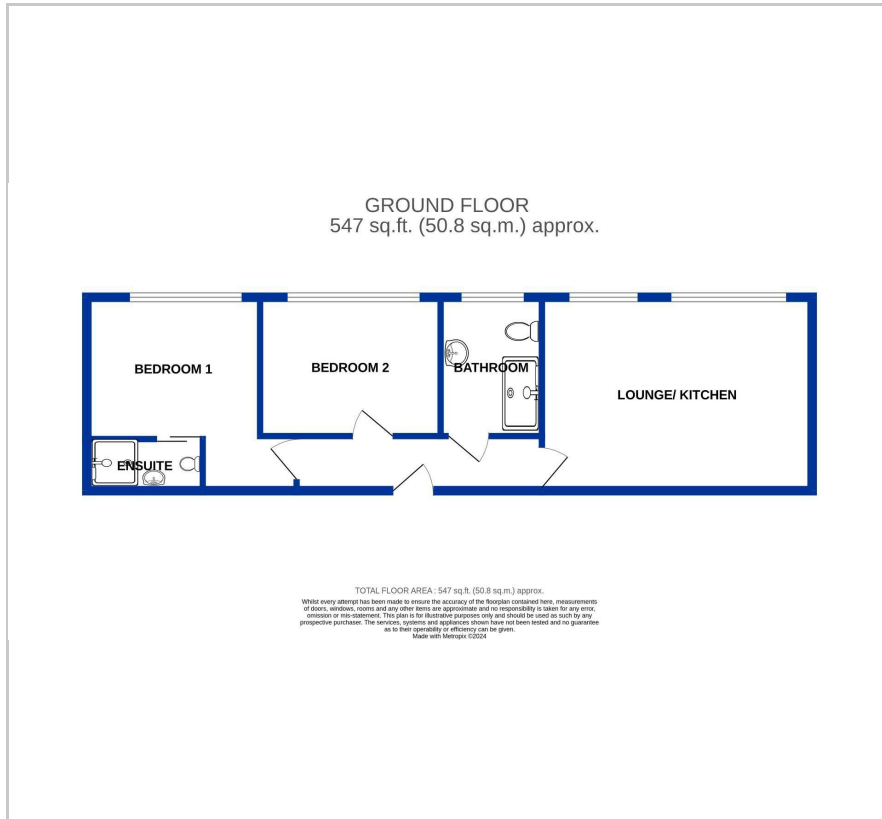 GROUND FLOOR
547 sq.ft. (50.8 sq.m.) approx.
BEDROOM 1
BEDROOM 2
BATHROOM
LOUNGE/ KITCHEN
ENSUITE
TOTAL FLOOR AREA : 547 sq.ft. (50.8 sq.m.) approx.
Whilst every attempt has been made to ensure the accuracy of the floorplan contained here, measurements
of doors, windows, rooms and any other items are approximate and no responsibility is taken for any error,
omission or mis-statement. This plan is for illustrative purposes only and should be used as such by any
prospective purchaser. The services, systems and appliances shown have not been tested and no guarantee
as to their operability or efficiency can be given.
Made with Metropix ©2024